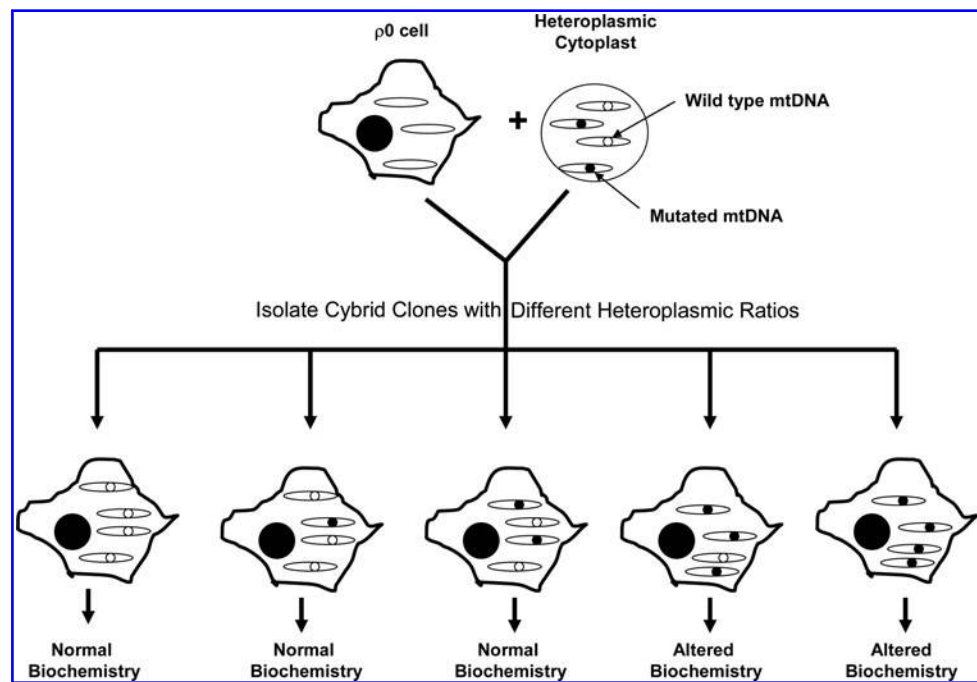 ρ0 cell
Heteroplasmic
Cytoplast
+
Wild type mtDNA
Mutated mtDNA
Isolate Cybrid Clones with Different Heteroplasmic Ratios
Normal
Biochemistry
Normal
Biochemistry
Normal
Biochemistry
Altered
Biochemistry
Altered
Biochemistry